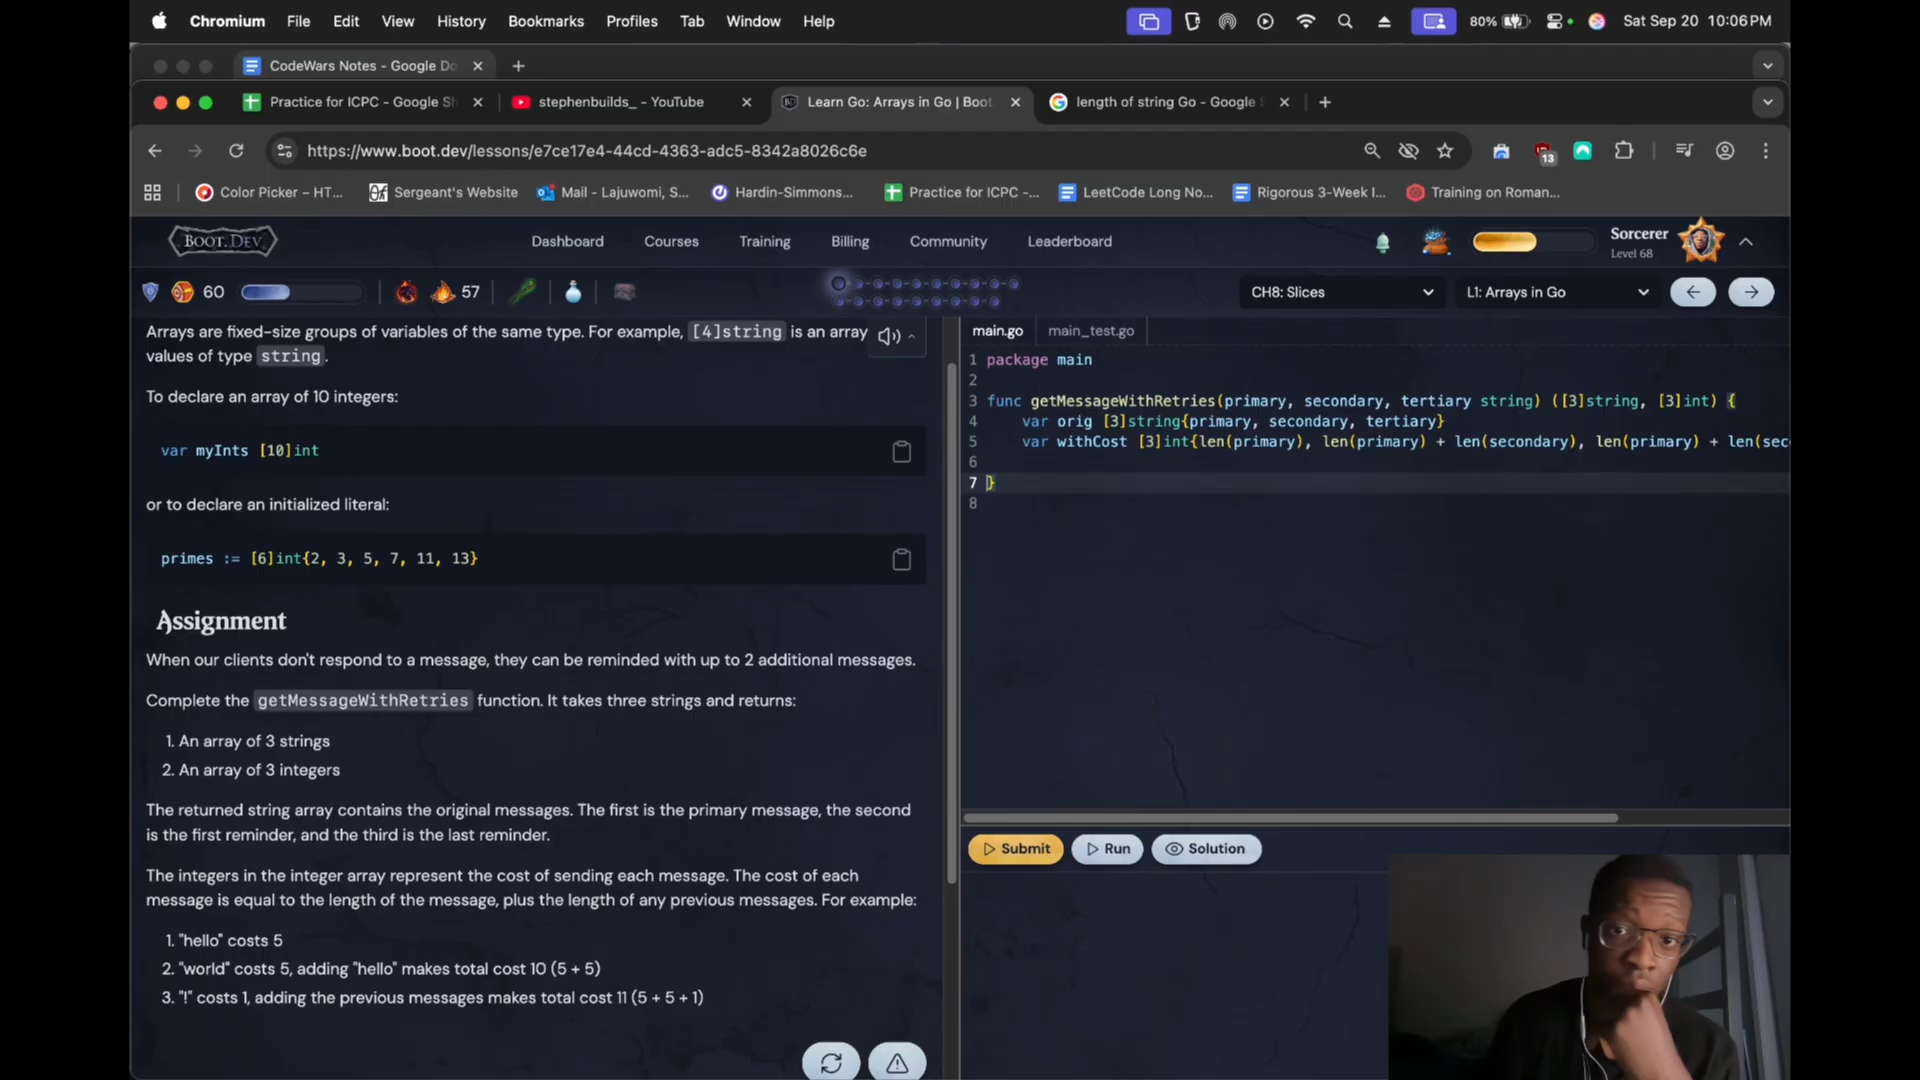 Chromium File Edit View History Bookmarks Profiles Tab Window Help 80% Sat Sep 20 10:06 PM
CodeWars Notes - Google Do
Practice for ICPC - Google Sh stephenbuilds_ - YouTube Learn Go: Arrays in Go | Boot. length of string Go - Google S
https://www.boot.dev/lessons/e7ce17e4-44cd-4363-adc5-8342a8026c6e 13
Color Picker – HT... Sergeant's Website Mail - Lajuwomi, S... Hardin-Simmons... Practice for ICPC -... LeetCode Long No... Rigorous 3-Week I... Training on Roman...
BOOT.DEV Dashboard Courses Training Billing Community Leaderboard Sorcerer
Level 68
60 57 CH8: Slices L1: Arrays in Go
Arrays are fixed-size groups of variables of the same type. For example, [4]string is an array
values of type string.
To declare an array of 10 integers:
var myInts [10]int
or to declare an initialized literal:
primes := [6]int{2, 3, 5, 7, 11, 13}
Assignment
When our clients don't respond to a message, they can be reminded with up to 2 additional messages.
Complete the getMessageWithRetries function. It takes three strings and returns:
1. An array of 3 strings
2. An array of 3 integers
The returned string array contains the original messages. The first is the primary message, the second
is the first reminder, and the third is the last reminder.
The integers in the integer array represent the cost of sending each message. The cost of each
message is equal to the length of the message, plus the length of any previous messages. For example:
1. "hello" costs 5
2. "world" costs 5, adding "hello" makes total cost 10 (5 + 5)
3. "!" costs 1, adding the previous messages makes total cost 11 (5 + 5 + 1)
main.go main_test.go
1 package main
2
3 func getMessageWithRetries(primary, secondary, tertiary string) ([3]string, [3]int) {
4 var orig [3]string{primary, secondary, tertiary}
5 var withCost [3]int{len(primary), len(primary) + len(secondary), len(primary) + len(sec
6
7 }
8
Submit Run Solution